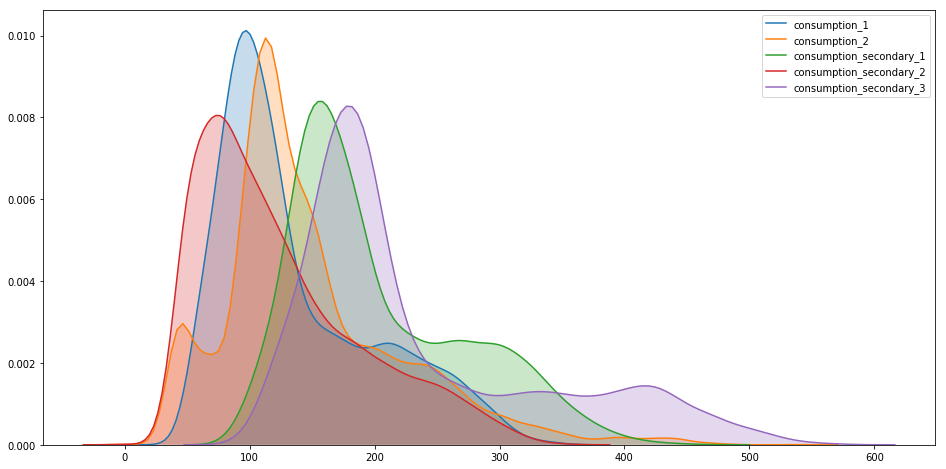 consumption_1
consumption_2
consumption_secondary_1
consumption_secondary_2
consumption_secondary_3
0.010
0.008
0.006
0.004
0.002
0.000
0 100 200 300 400 500 600